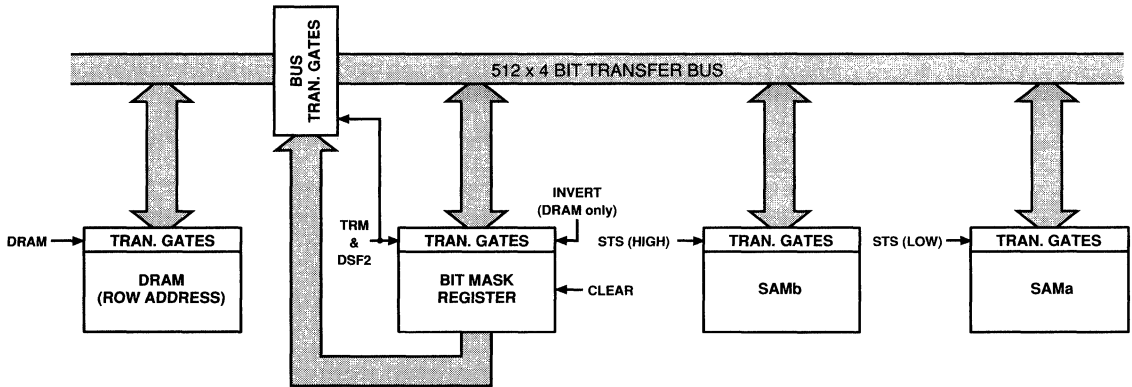 BUS
TRAN. GATES
512 x 4 BIT TRANSFER BUS
INVERT
(DRAM only)
DRAM
TRAN. GATES
DRAM
(ROW ADDRESS)
TRM
&
DSF2
TRAN. GATES
BIT MASK
REGISTER
CLEAR
STS (HIGH)
TRAN. GATES
SAMb
STS (LOW)
TRAN. GATES
SAMa